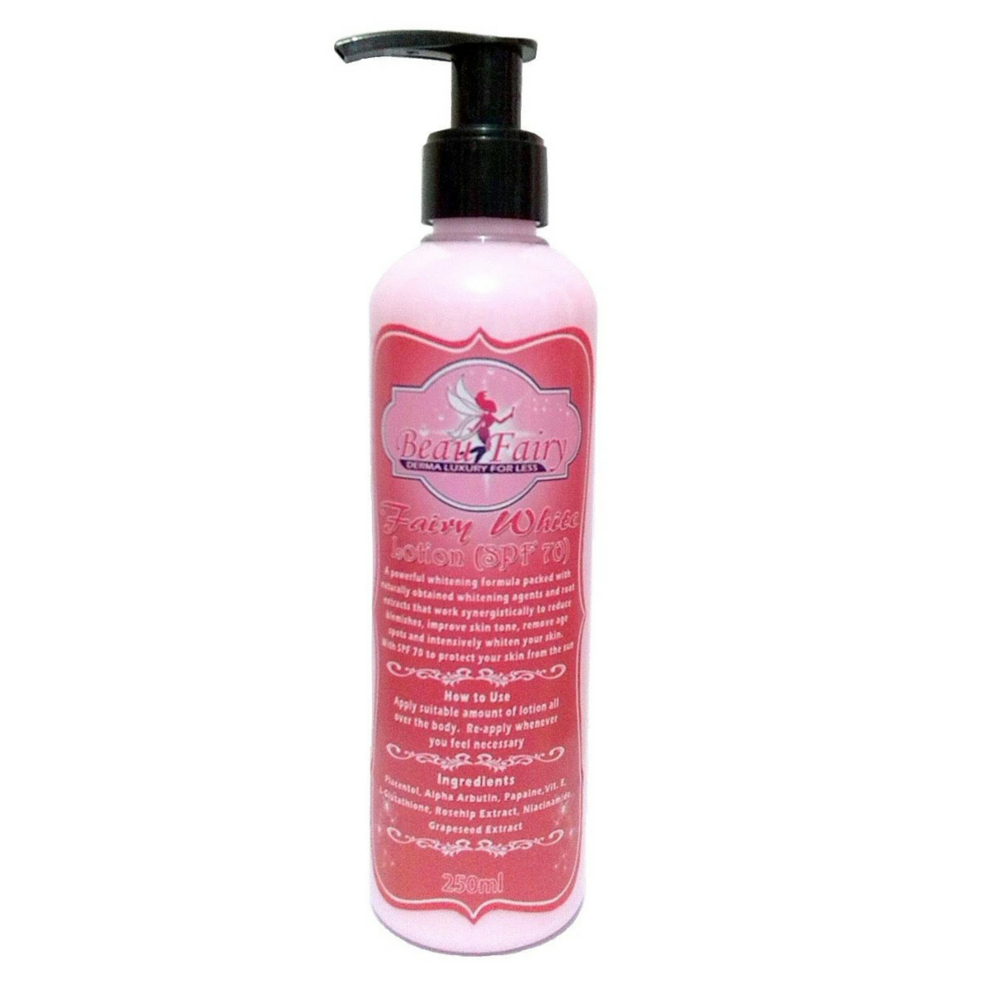 Beau Fairy
DERMA LUXURY FOR LESS
Fairy White
Lotion (SPF 70)
A powerful whitening formula packed with
naturally obtained whitening agents and root
extracts that work synergistically to reduce
blemishes, improve skin tone, remove age
spots and intensively whiten your skin.
With SPF 70 to protect your skin from the sun
How to Use
Apply suitable amount of lotion all
over the body. Re-apply whenever
you feel necessary
Ingredients
Placentol, Alpha Arbutin, Papaine, Vit. E,
L-Glutathione, Rosehip Extract, Niacinamide,
Grapeseed Extract
250ml